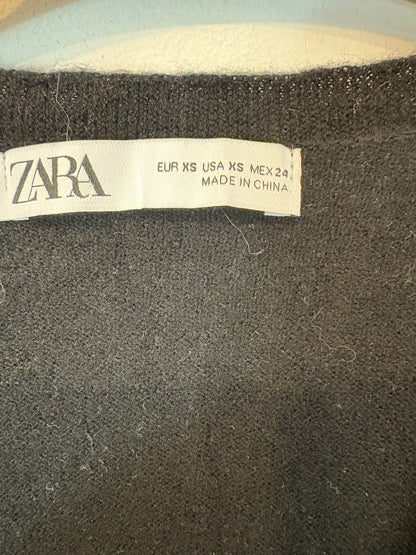 ZARA
EUR XS USA XS MEX 24
MADE IN CHINA